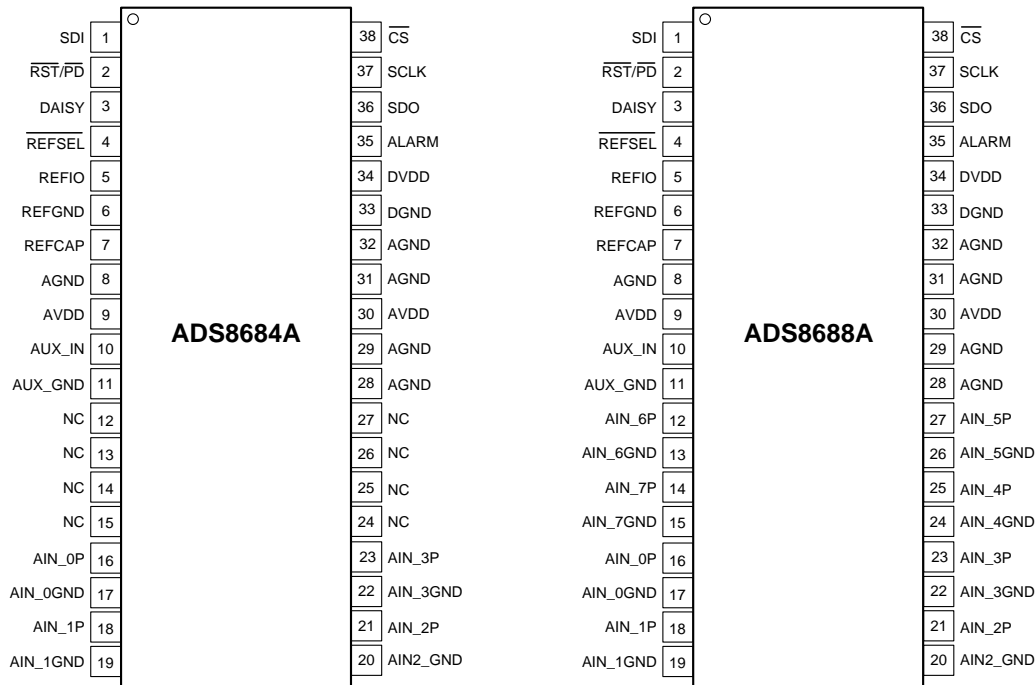 SDI 1
RST/PD 2
DAISY 3
REFSEL 4
REFIO 5
REFGND 6
REFCAP 7
AGND 8
AVDD 9
AUX_IN 10
AUX_GND 11
NC 12
NC 13
NC 14
NC 15
AIN_0P 16
AIN_0GND 17
AIN_1P 18
AIN_1GND 19
ADS8684A
38 CS
37 SCLK
36 SDO
35 ALARM
34 DVDD
33 DGND
32 AGND
31 AGND
30 AVDD
29 AGND
28 AGND
27 NC
26 NC
25 NC
24 NC
23 AIN_3P
22 AIN_3GND
21 AIN_2P
20 AIN2_GND
SDI 1
RST/PD 2
DAISY 3
REFSEL 4
REFIO 5
REFGND 6
REFCAP 7
AGND 8
AVDD 9
AUX_IN 10
AUX_GND 11
AIN_6P 12
AIN_6GND 13
AIN_7P 14
AIN_7GND 15
AIN_0P 16
AIN_0GND 17
AIN_1P 18
AIN_1GND 19
ADS8688A
38 CS
37 SCLK
36 SDO
35 ALARM
34 DVDD
33 DGND
32 AGND
31 AGND
30 AVDD
29 AGND
28 AGND
27 AIN_5P
26 AIN_5GND
25 AIN_4P
24 AIN_4GND
23 AIN_3P
22 AIN_3GND
21 AIN_2P
20 AIN2_GND